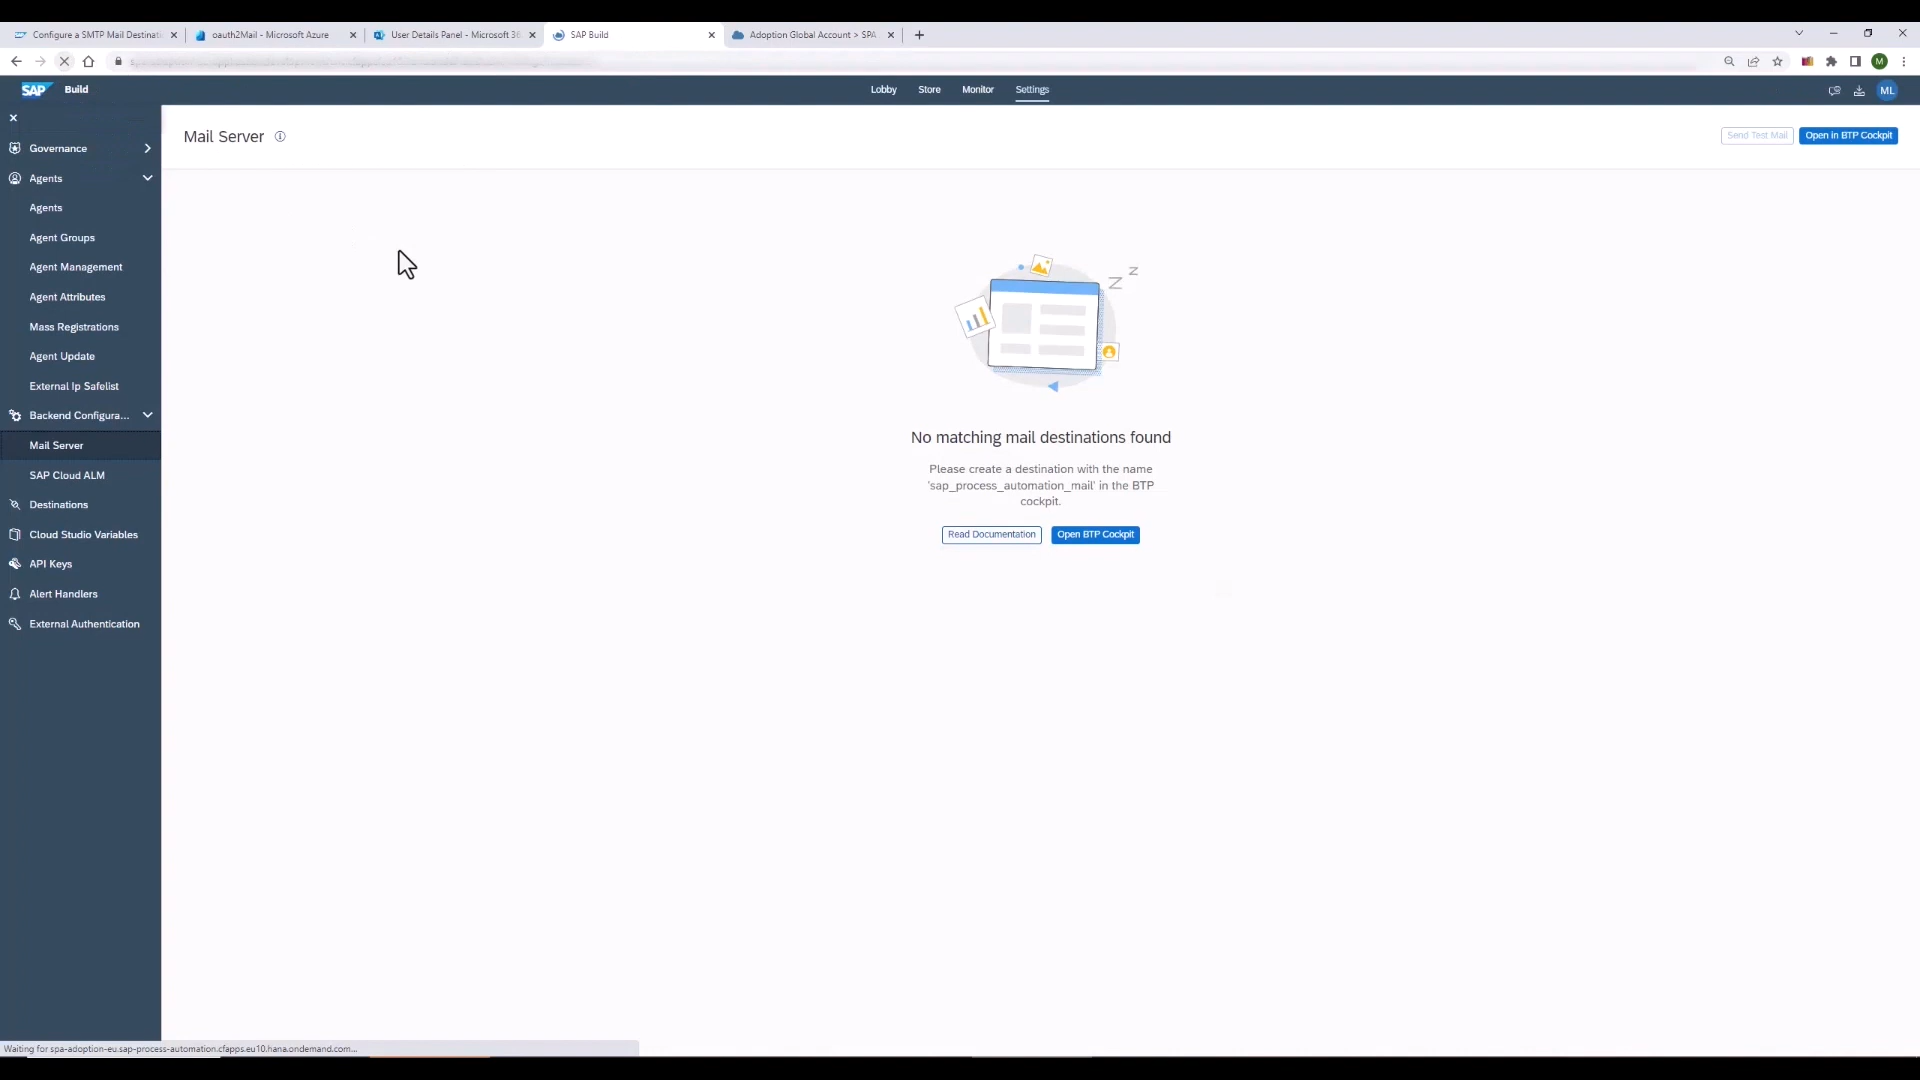 Configure a SMTP Mail Destinati
oauth2Mail - Microsoft Azure
User Details Panel - Microsoft 36
SAP Build
Adoption Global Account > SPA
M
SAP Build
Lobby
Store
Monitor
Settings
ML
Mail Server
Send Test Mail
Open in BTP Cockpit
Governance
Agents
Agents
Agent Groups
Agent Management
Agent Attributes
Mass Registrations
Agent Update
External Ip Safelist
Backend Configura...
Mail Server
SAP Cloud ALM
Destinations
Cloud Studio Variables
API Keys
Alert Handlers
External Authentication
Z Z
No matching mail destinations found
Please create a destination with the name
'sap_process_automation_mail' in the BTP
cockpit.
Read Documentation
Open BTP Cockpit
Waiting for spa-adoption-eu.sap-process-automation.cfapps.eu10.hana.ondemand.com...